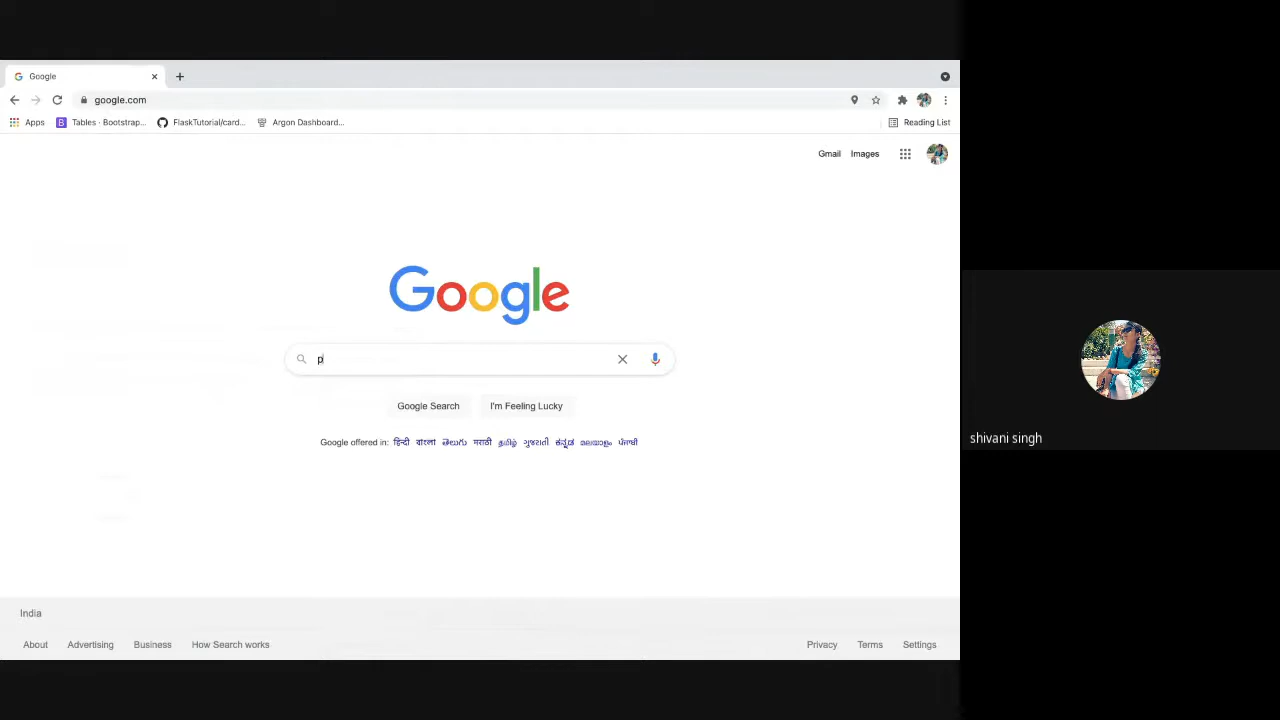 Google
google.com
Apps B Tables · Bootstrap... FlaskTutorial/card... Argon Dashboard... Reading List
Gmail Images
Google
p
Google Search I'm Feeling Lucky
Google offered in: हिन्दी বাংলা తెలుగు मराठी தமிழ் ગુજરાતી ಕನ್ನಡ മലയാളം ਪੰਜਾਬੀ
shivani singh
India
About Advertising Business How Search works Privacy Terms Settings